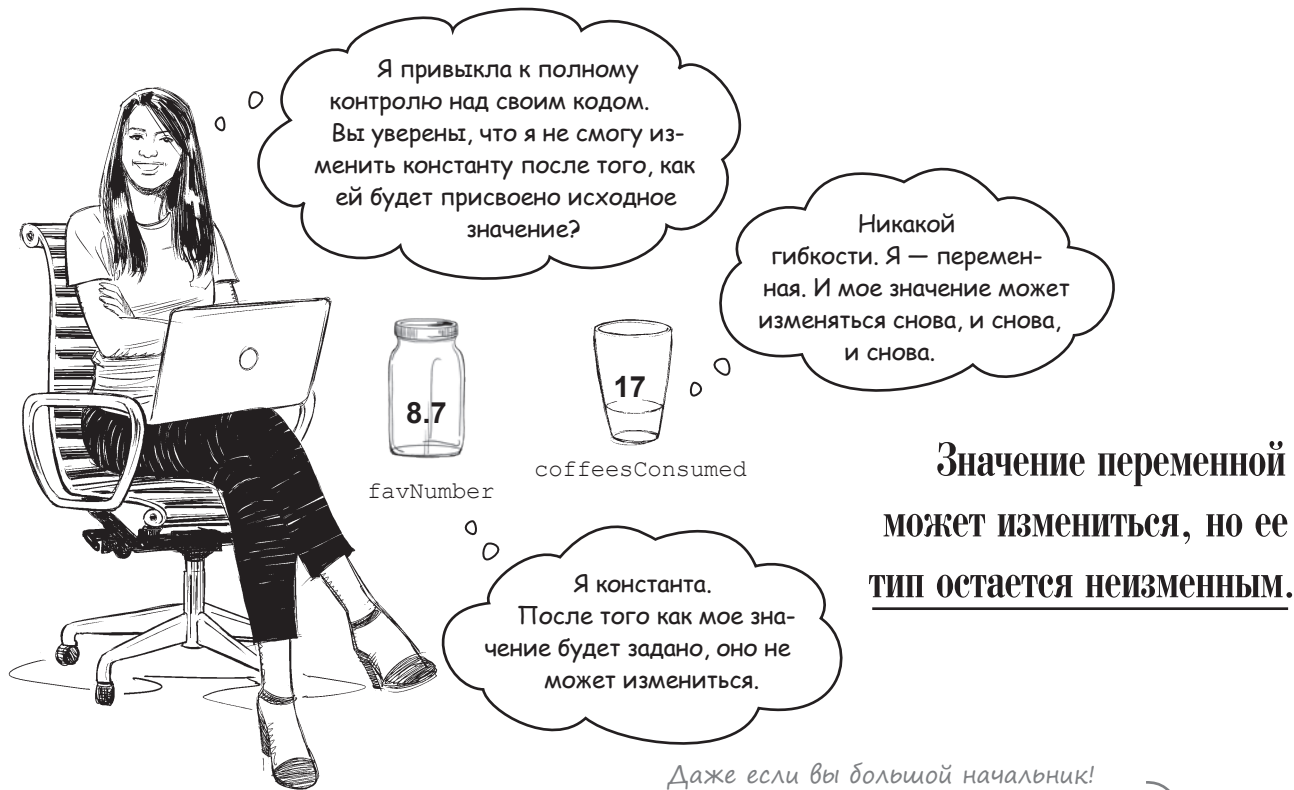 Я привыкла к полному
контролю над своим кодом.
Вы уверены, что я не смогу из-
менить константу после того, как
ей будет присвоено исходное
значение?
Никакой
гибкости. Я — перемен-
ная. И мое значение может
изменяться снова, и снова,
и снова.
8.7
favNumber
17
coffeesConsumed
Значение переменной
может измениться, но ее
тип остается неизменным.
Я константа.
После того как мое зна-
чение будет задано, оно не
может измениться.
Даже если вы большой начальник!